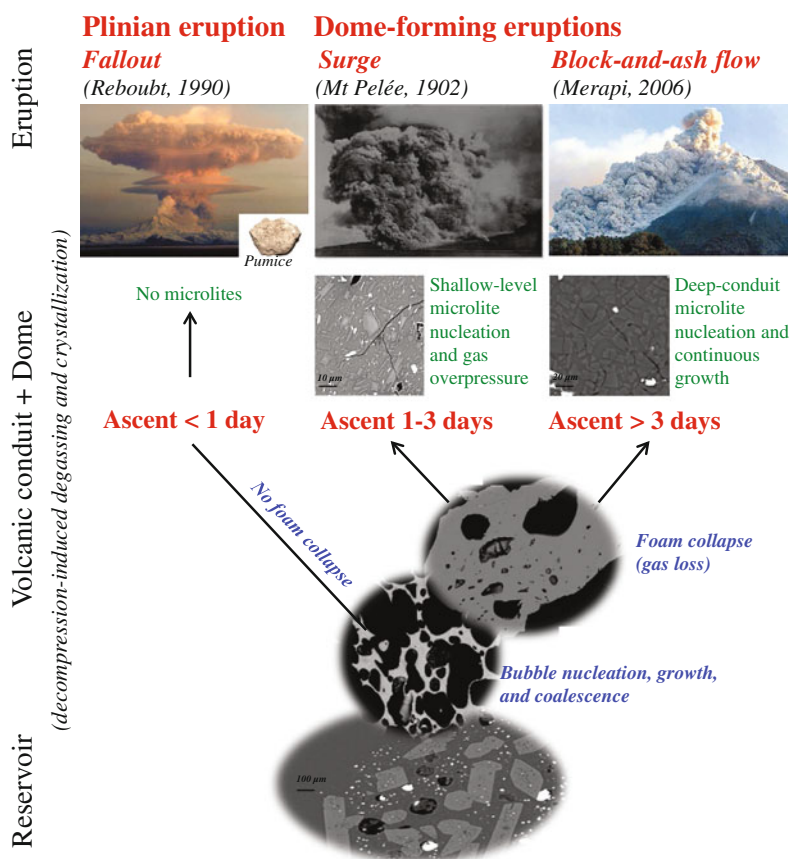 Plinian eruption
Dome-forming eruptions
Fallout
Surge
Block-and-ash flow
(Reboubt, 1990)
(Mt Pelée, 1902)
(Merapi, 2006)
Eruption
Pumice
No microlites
Shallow-level
microlite
nucleation
and gas
overpressure
10 µm
Deep-conduit
microlite
nucleation and
continuous
growth
20 µm
Ascent < 1 day
Ascent 1-3 days
Ascent > 3 days
Volcanic conduit + Dome
(decompression-induced degassing and crystallization)
No foam collapse
Foam collapse
(gas loss)
Bubble nucleation, growth,
and coalescence
Reservoir
100 µm